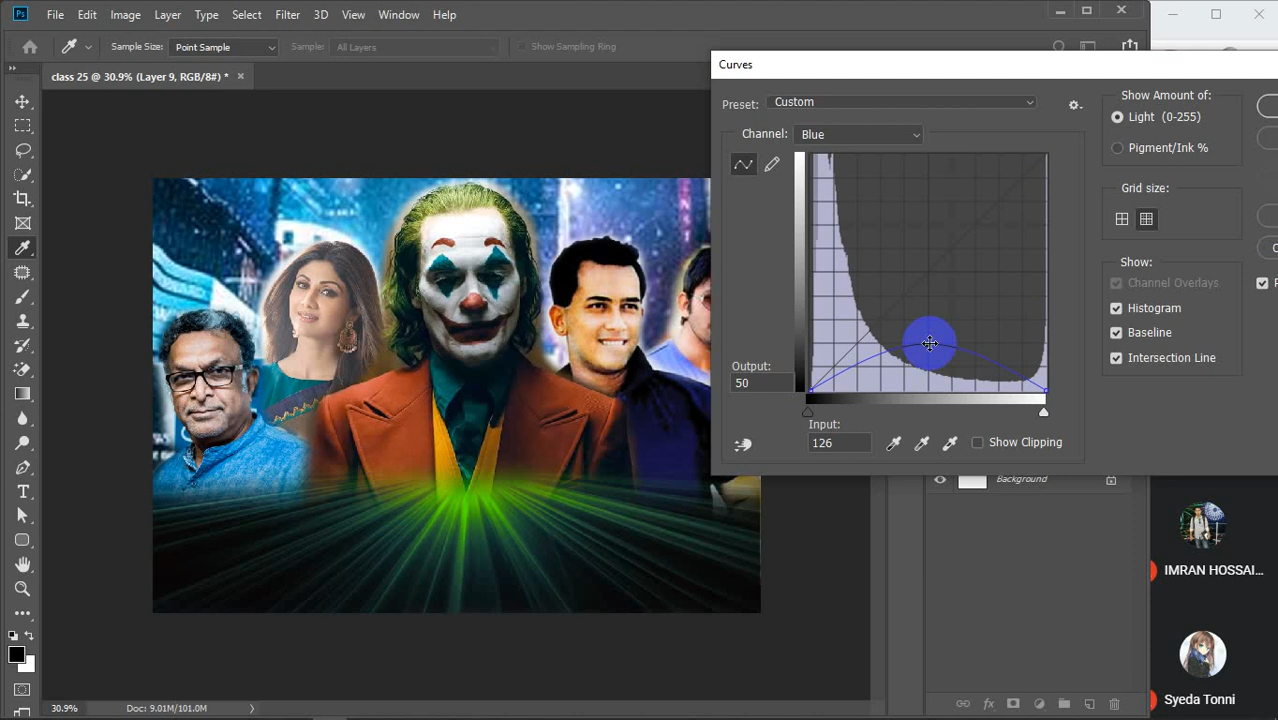 Ps File Edit Image Layer Type Select Filter 3D View Window Help
Sample Size: Point Sample Sample: All Layers Show Sampling Ring
class 25 @ 30.9% (Layer 9, RGB/8#) * ×
Curves
Preset: Custom
Channel: Blue
Output:
50
Input:
126
Show Clipping
Show Amount of:
Light (0-255)
Pigment/Ink %
Grid size:
Show:
Channel Overlays
Histogram
Baseline
Intersection Line
Background
IMRAN HOSSAI...
Syeda Tonni
30.9% Doc: 9.01M/101.0M